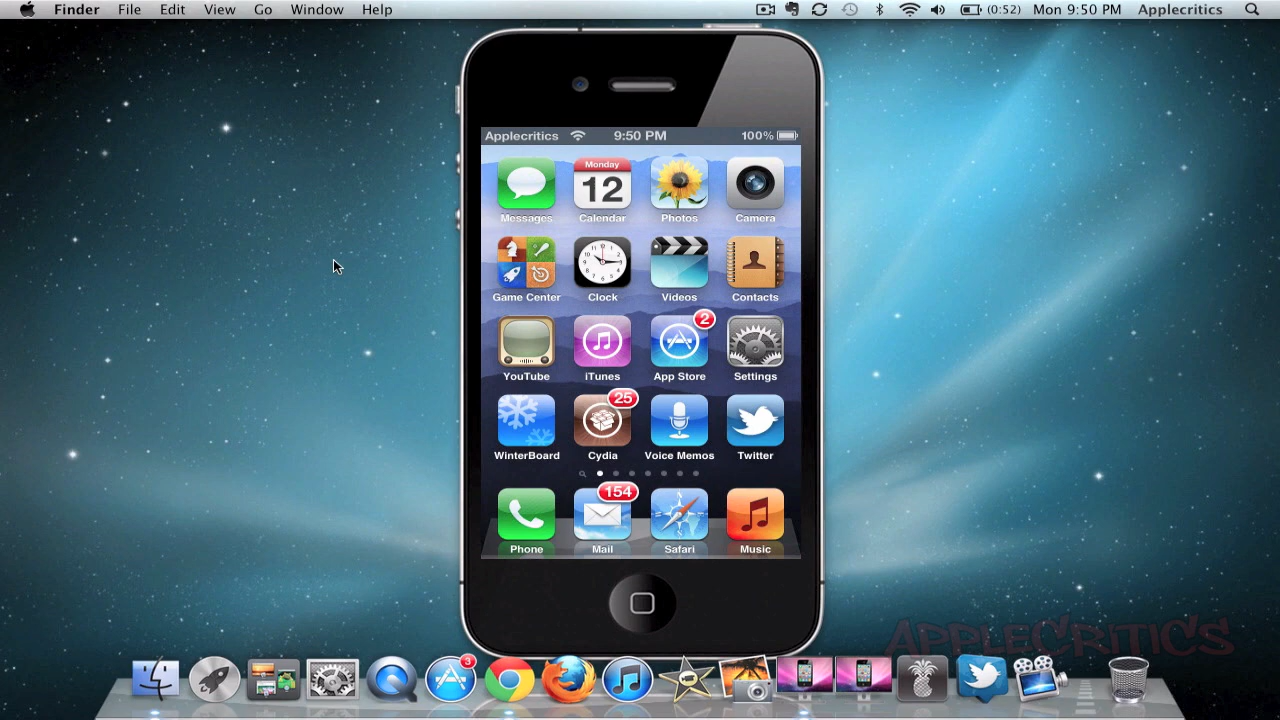 Finder File Edit View Go Window Help (0:52) Mon 9:50 PM Applecritics
Applecritics 9:50 PM 100%
Monday
12
Messages Calendar Photos Camera
Game Center Clock Videos Contacts
2
YouTube iTunes App Store Settings
25
WinterBoard Cydia Voice Memos Twitter
154
Phone Mail Safari Music
APPLECRITICS
3